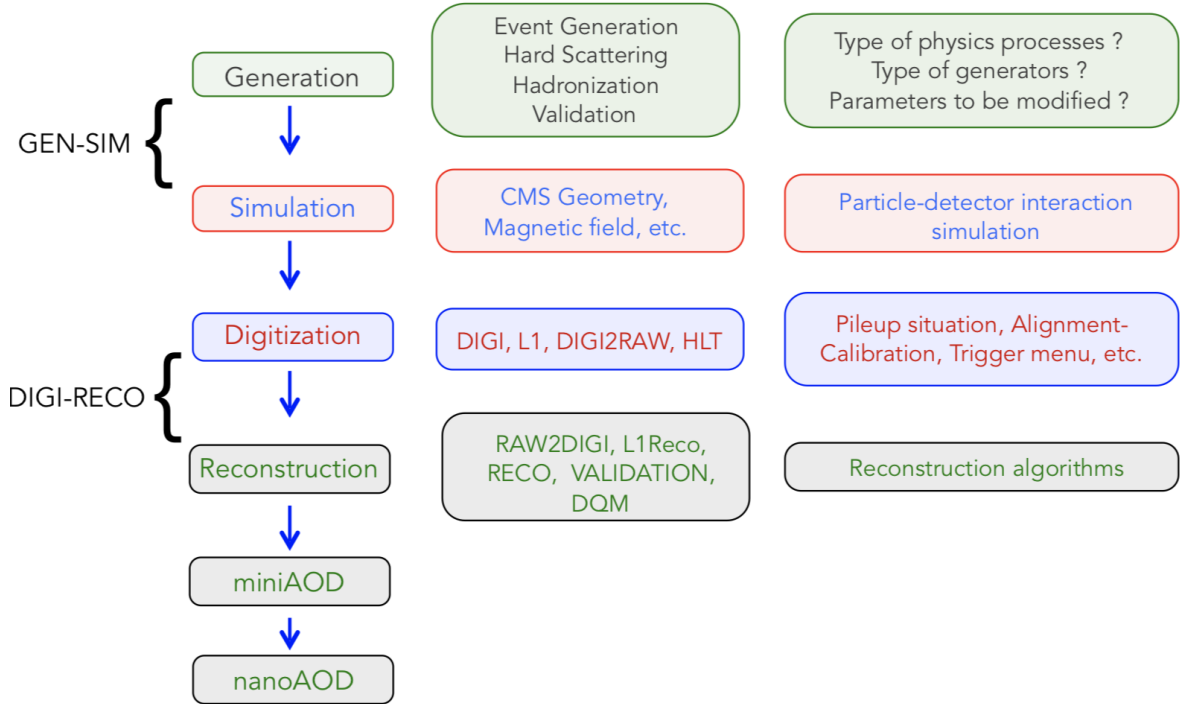 Generation
Event Generation
Hard Scattering
Hadronization
Validation
Type of physics processes ?
Type of generators ?
Parameters to be modified ?
GEN-SIM
Simulation
CMS Geometry,
Magnetic field, etc.
Particle-detector interaction
simulation
Digitization
DIGI, L1, DIGI2RAW, HLT
Pileup situation, Alignment-
Calibration, Trigger menu, etc.
DIGI-RECO
Reconstruction
RAW2DIGI, L1Reco,
RECO, VALIDATION,
DQM
Reconstruction algorithms
miniAOD
nanoAOD